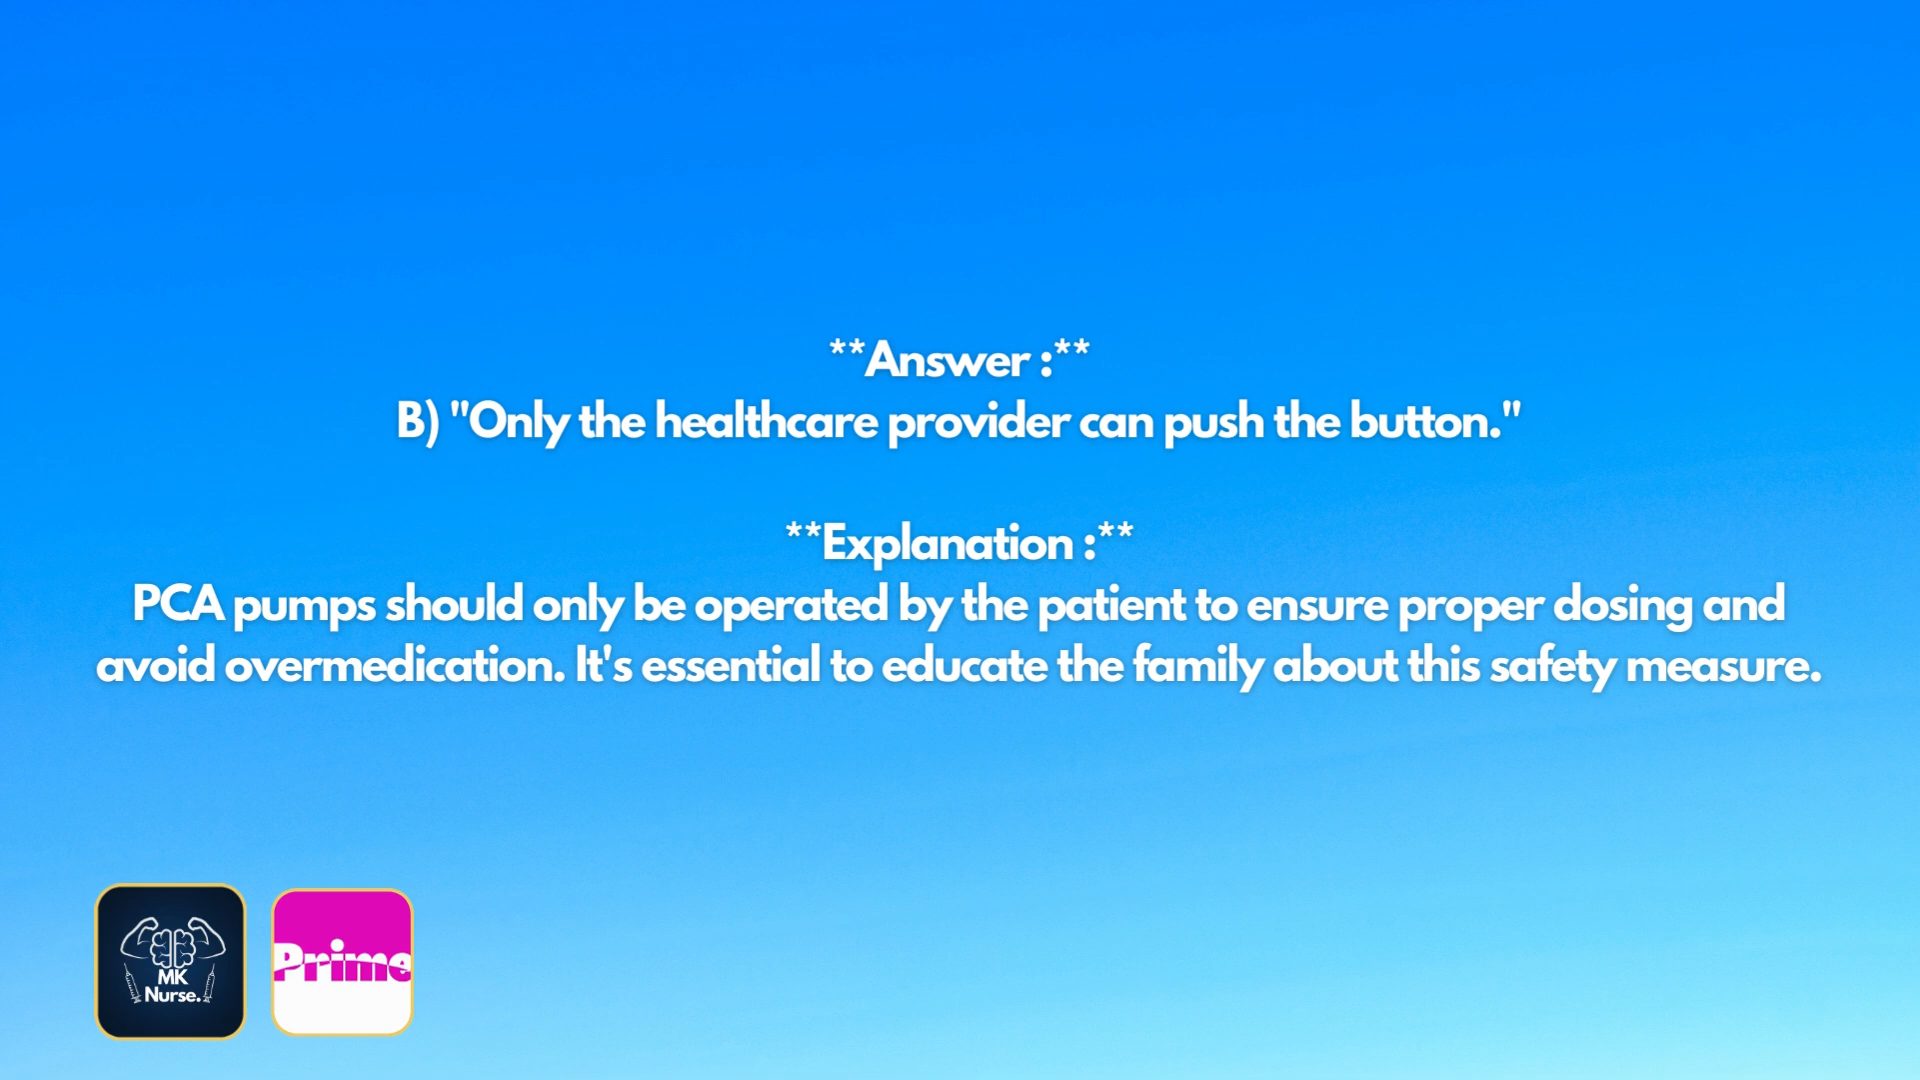 **Answer :**
B) "Only the healthcare provider can push the button."
**Explanation :**
PCA pumps should only be operated by the patient to ensure proper dosing and
avoid overmedication. It's essential to educate the family about this safety measure.
MK
Nurse.
Prime